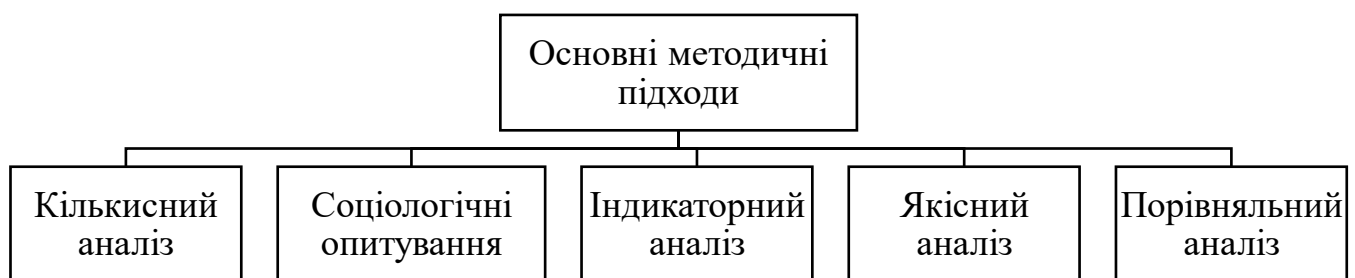 Основні методичні
підходи
Кількисний
аналіз
Соціологічні
опитування
Індикаторний
аналіз
Якісний
аналіз
Порівняльний
аналіз